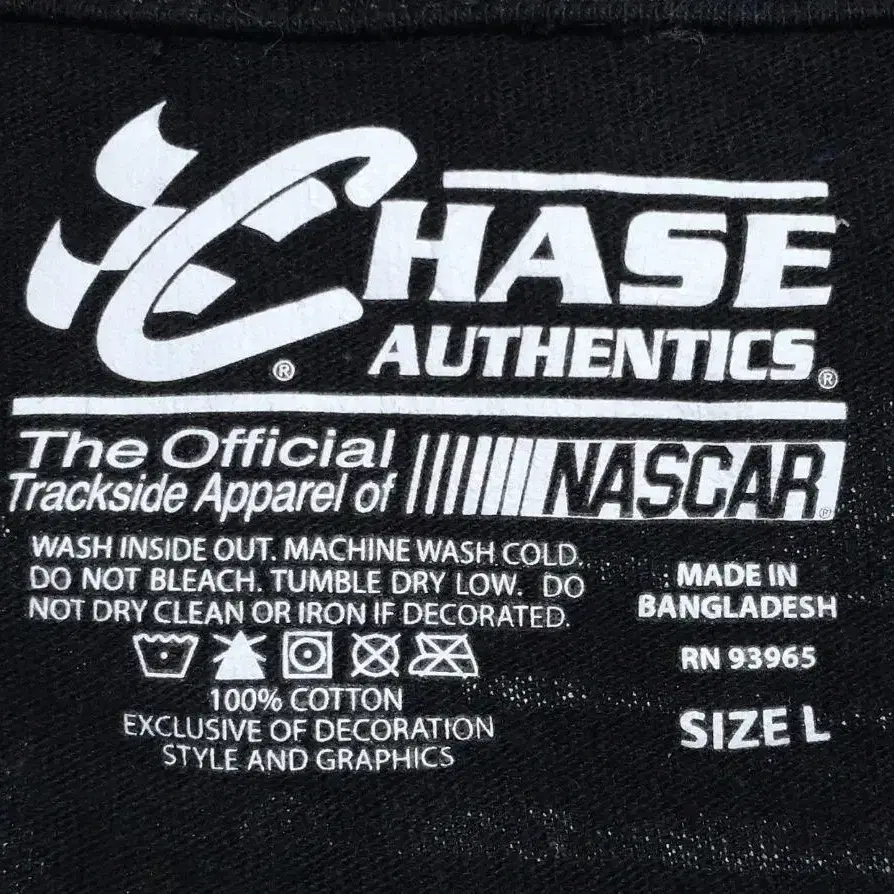 CHASE
AUTHENTICS®
®
The Official
Trackside Apparel of NASCAR®
WASH INSIDE OUT. MACHINE WASH COLD.
DO NOT BLEACH. TUMBLE DRY LOW. DO
NOT DRY CLEAN OR IRON IF DECORATED.
100% COTTON
EXCLUSIVE OF DECORATION
STYLE AND GRAPHICS
MADE IN
BANGLADESH
RN 93965
SIZE L